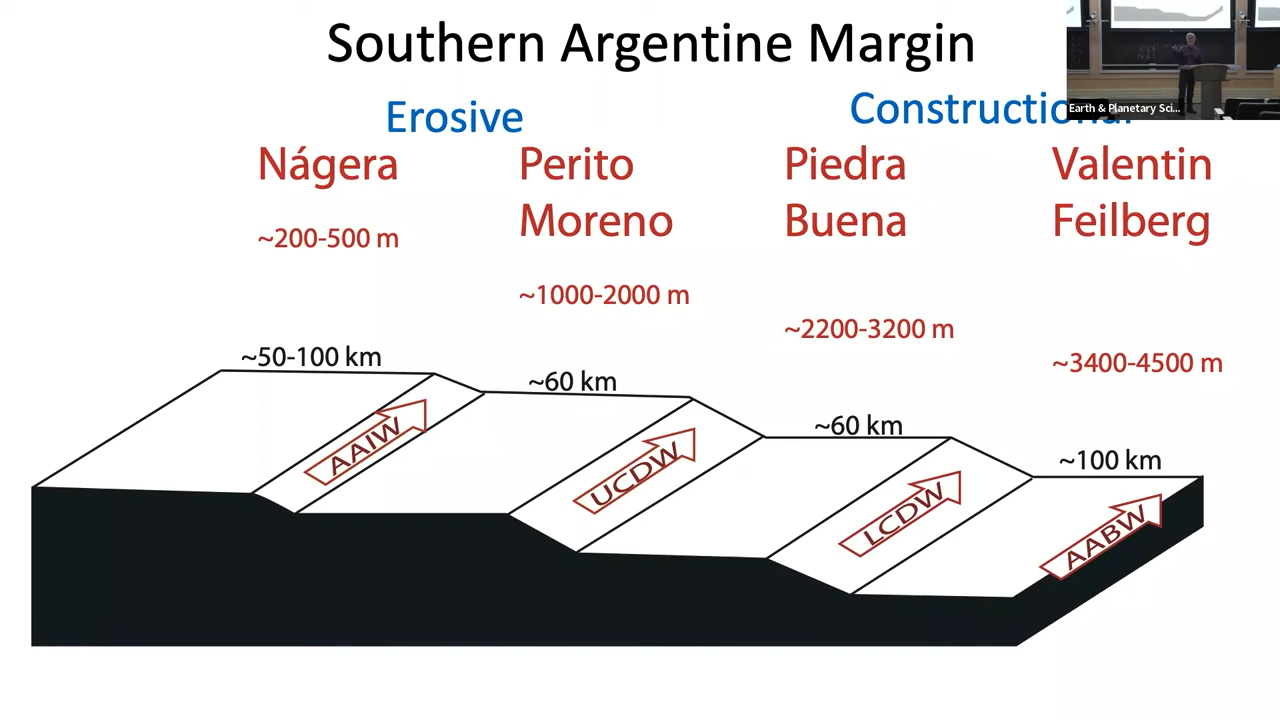 Southern Argentine Margin
Earth & Planetary Sci...
Erosive
Nágera
Perito
Moreno
Piedra
Buena
Valentin
Feilberg
~200-500 m
~1000-2000 m
~2200-3200 m
~3400-4500 m
~50-100 km
~60 km
~60 km
~100 km
AAIW
UCDW
LCDW
AABW